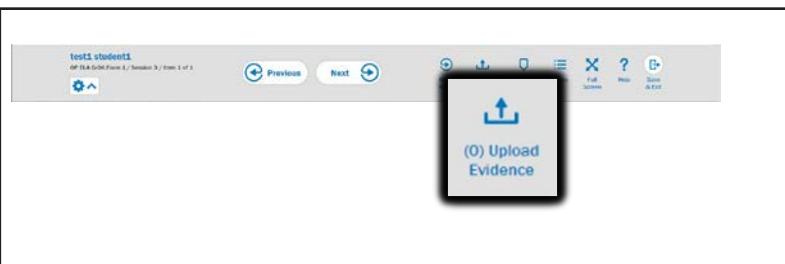 test1 student1
Previous
Next
Full
Screen
Help
Save
& Exit
(0) Upload
Evidence